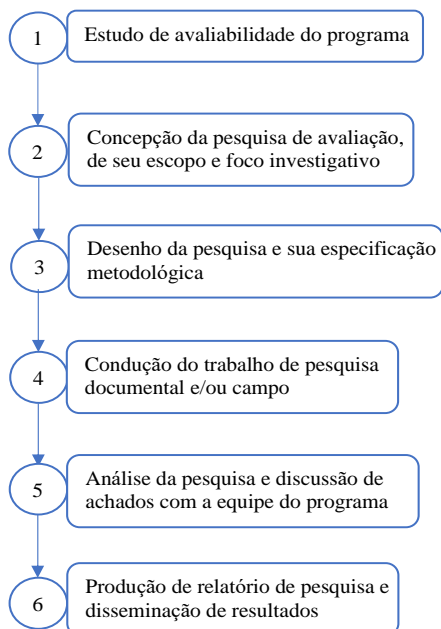 1
Estudo de avaliabilidade do programa
2
Concepção da pesquisa de avaliação,
de seu escopo e foco investigativo
3
Desenho da pesquisa e sua especificação
metodológica
4
Condução do trabalho de pesquisa
documental e/ou campo
5
Análise da pesquisa e discussão de
achados com a equipe do programa
6
Produção de relatório de pesquisa e
disseminação de resultados